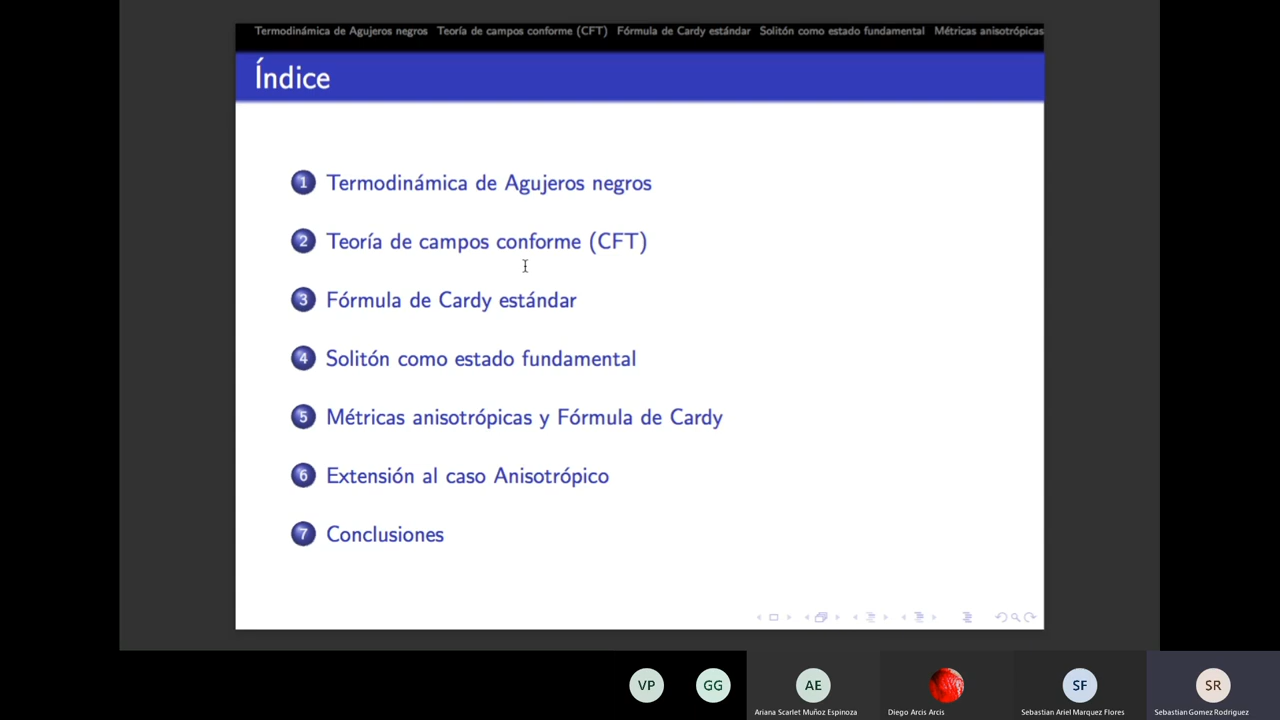 Termodinámica de Agujeros negros Teoría de campos conforme (CFT) Fórmula de Cardy estándar Solitón como estado fundamental Métricas anisotrópicas
Índice
1 Termodinámica de Agujeros negros
2 Teoría de campos conforme (CFT)
3 Fórmula de Cardy estándar
4 Solitón como estado fundamental
5 Métricas anisotrópicas y Fórmula de Cardy
6 Extensión al caso Anisotrópico
7 Conclusiones
VP GG AE SF SR
Ariana Scarlet Muñoz Espinoza Diego Arcis Arcis Sebastian Ariel Marquez Flores Sebastian Gomez Rodriguez